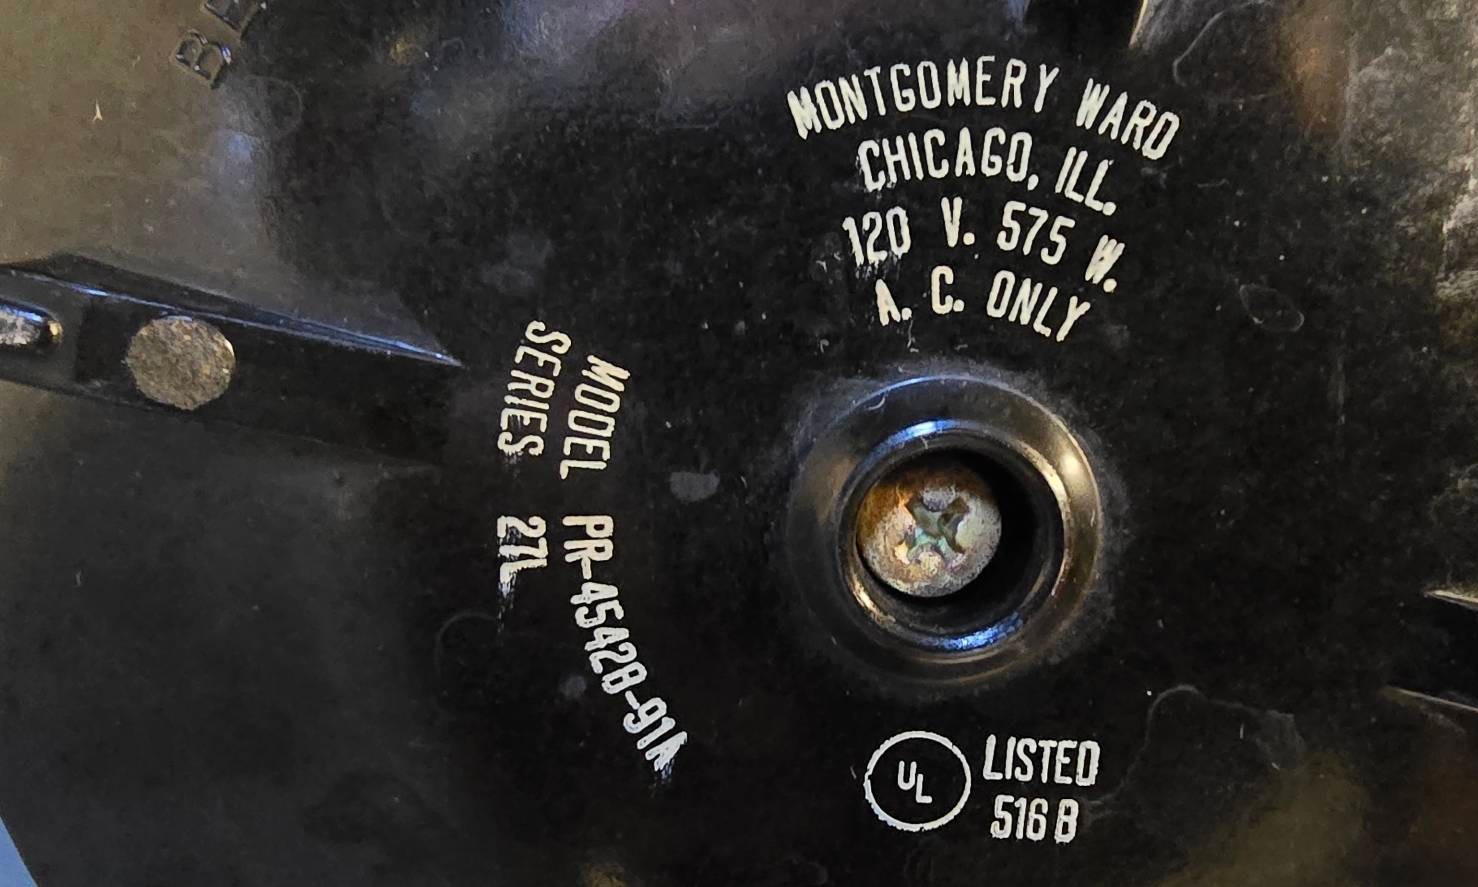 MONTGOMERY WARD
CHICAGO, ILL.
120 V. 575 W.
A. C. ONLY
MODEL PR-45428-91A
SERIES 27L
UL LISTED
516 B